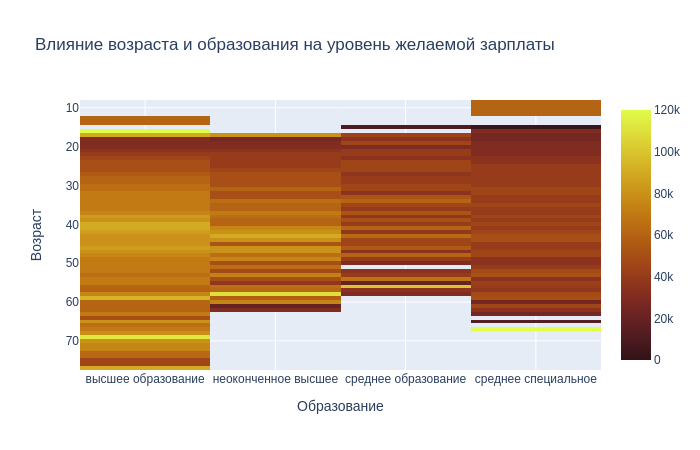 Влияние возраста и образования на уровень желаемой зарплаты
10
20
30
40
50
60
70
Возраст
высшее образование
неоконченное высшее
среднее образование
среднее специальное
Образование
120k
100k
80k
60k
40k
20k
0